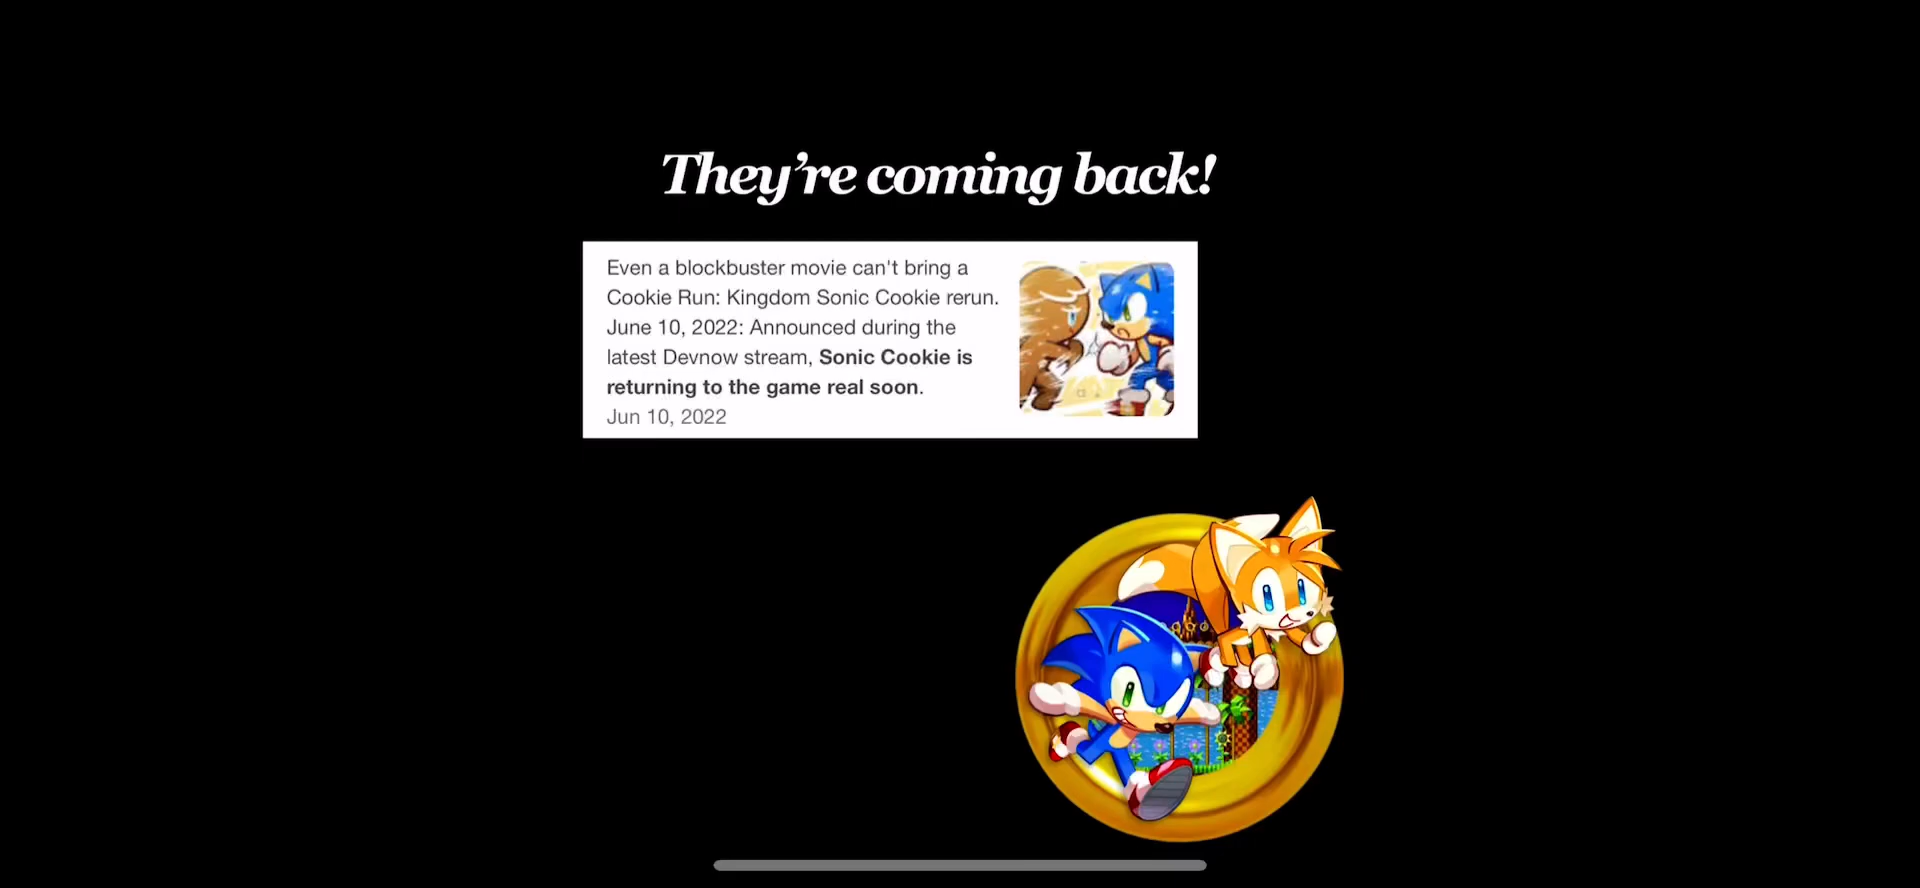 They’re coming back!
Even a blockbuster movie can't bring a
Cookie Run: Kingdom Sonic Cookie rerun.
June 10, 2022: Announced during the
latest Devnow stream, Sonic Cookie is
returning to the game real soon.
Jun 10, 2022